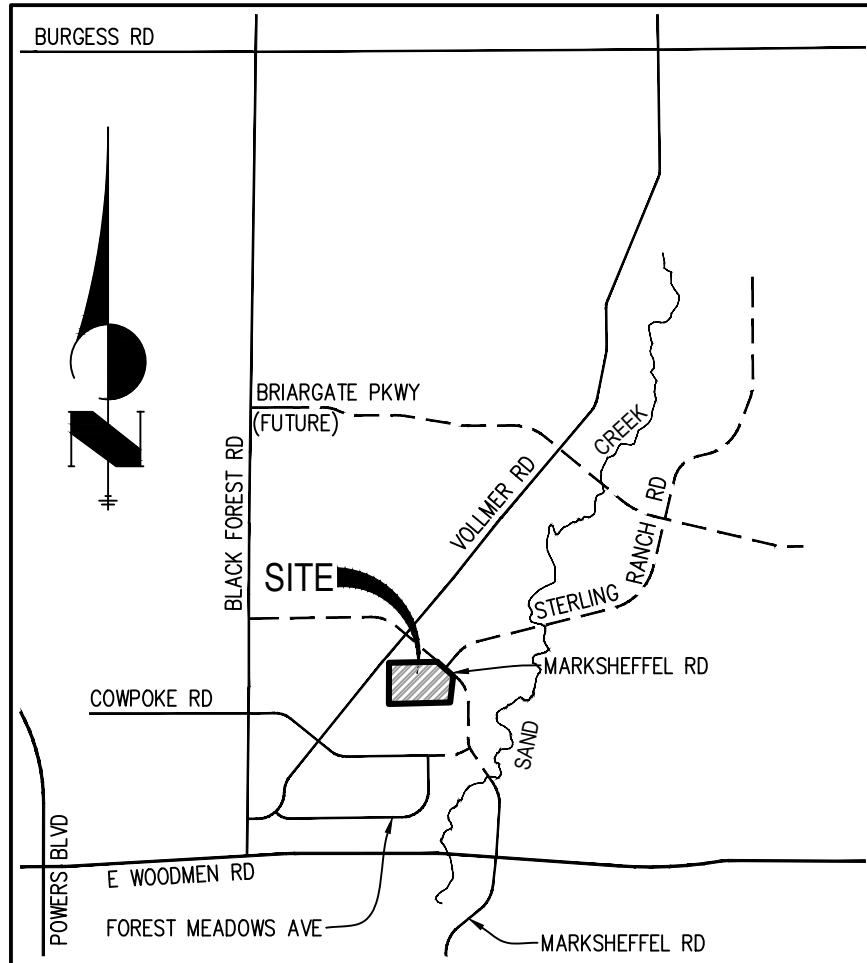 BURGESS RD
BRIARGATE PKWY
(FUTURE)
BLACK FOREST RD
VOLLMER RD
CREEK
STERLING RANCH RD
N
SITE
MARKSHEFFEL RD
COWPOKE RD
SAND
E WOODMEN RD
POWERS BLVD
FOREST MEADOWS AVE
MARKSHEFFEL RD